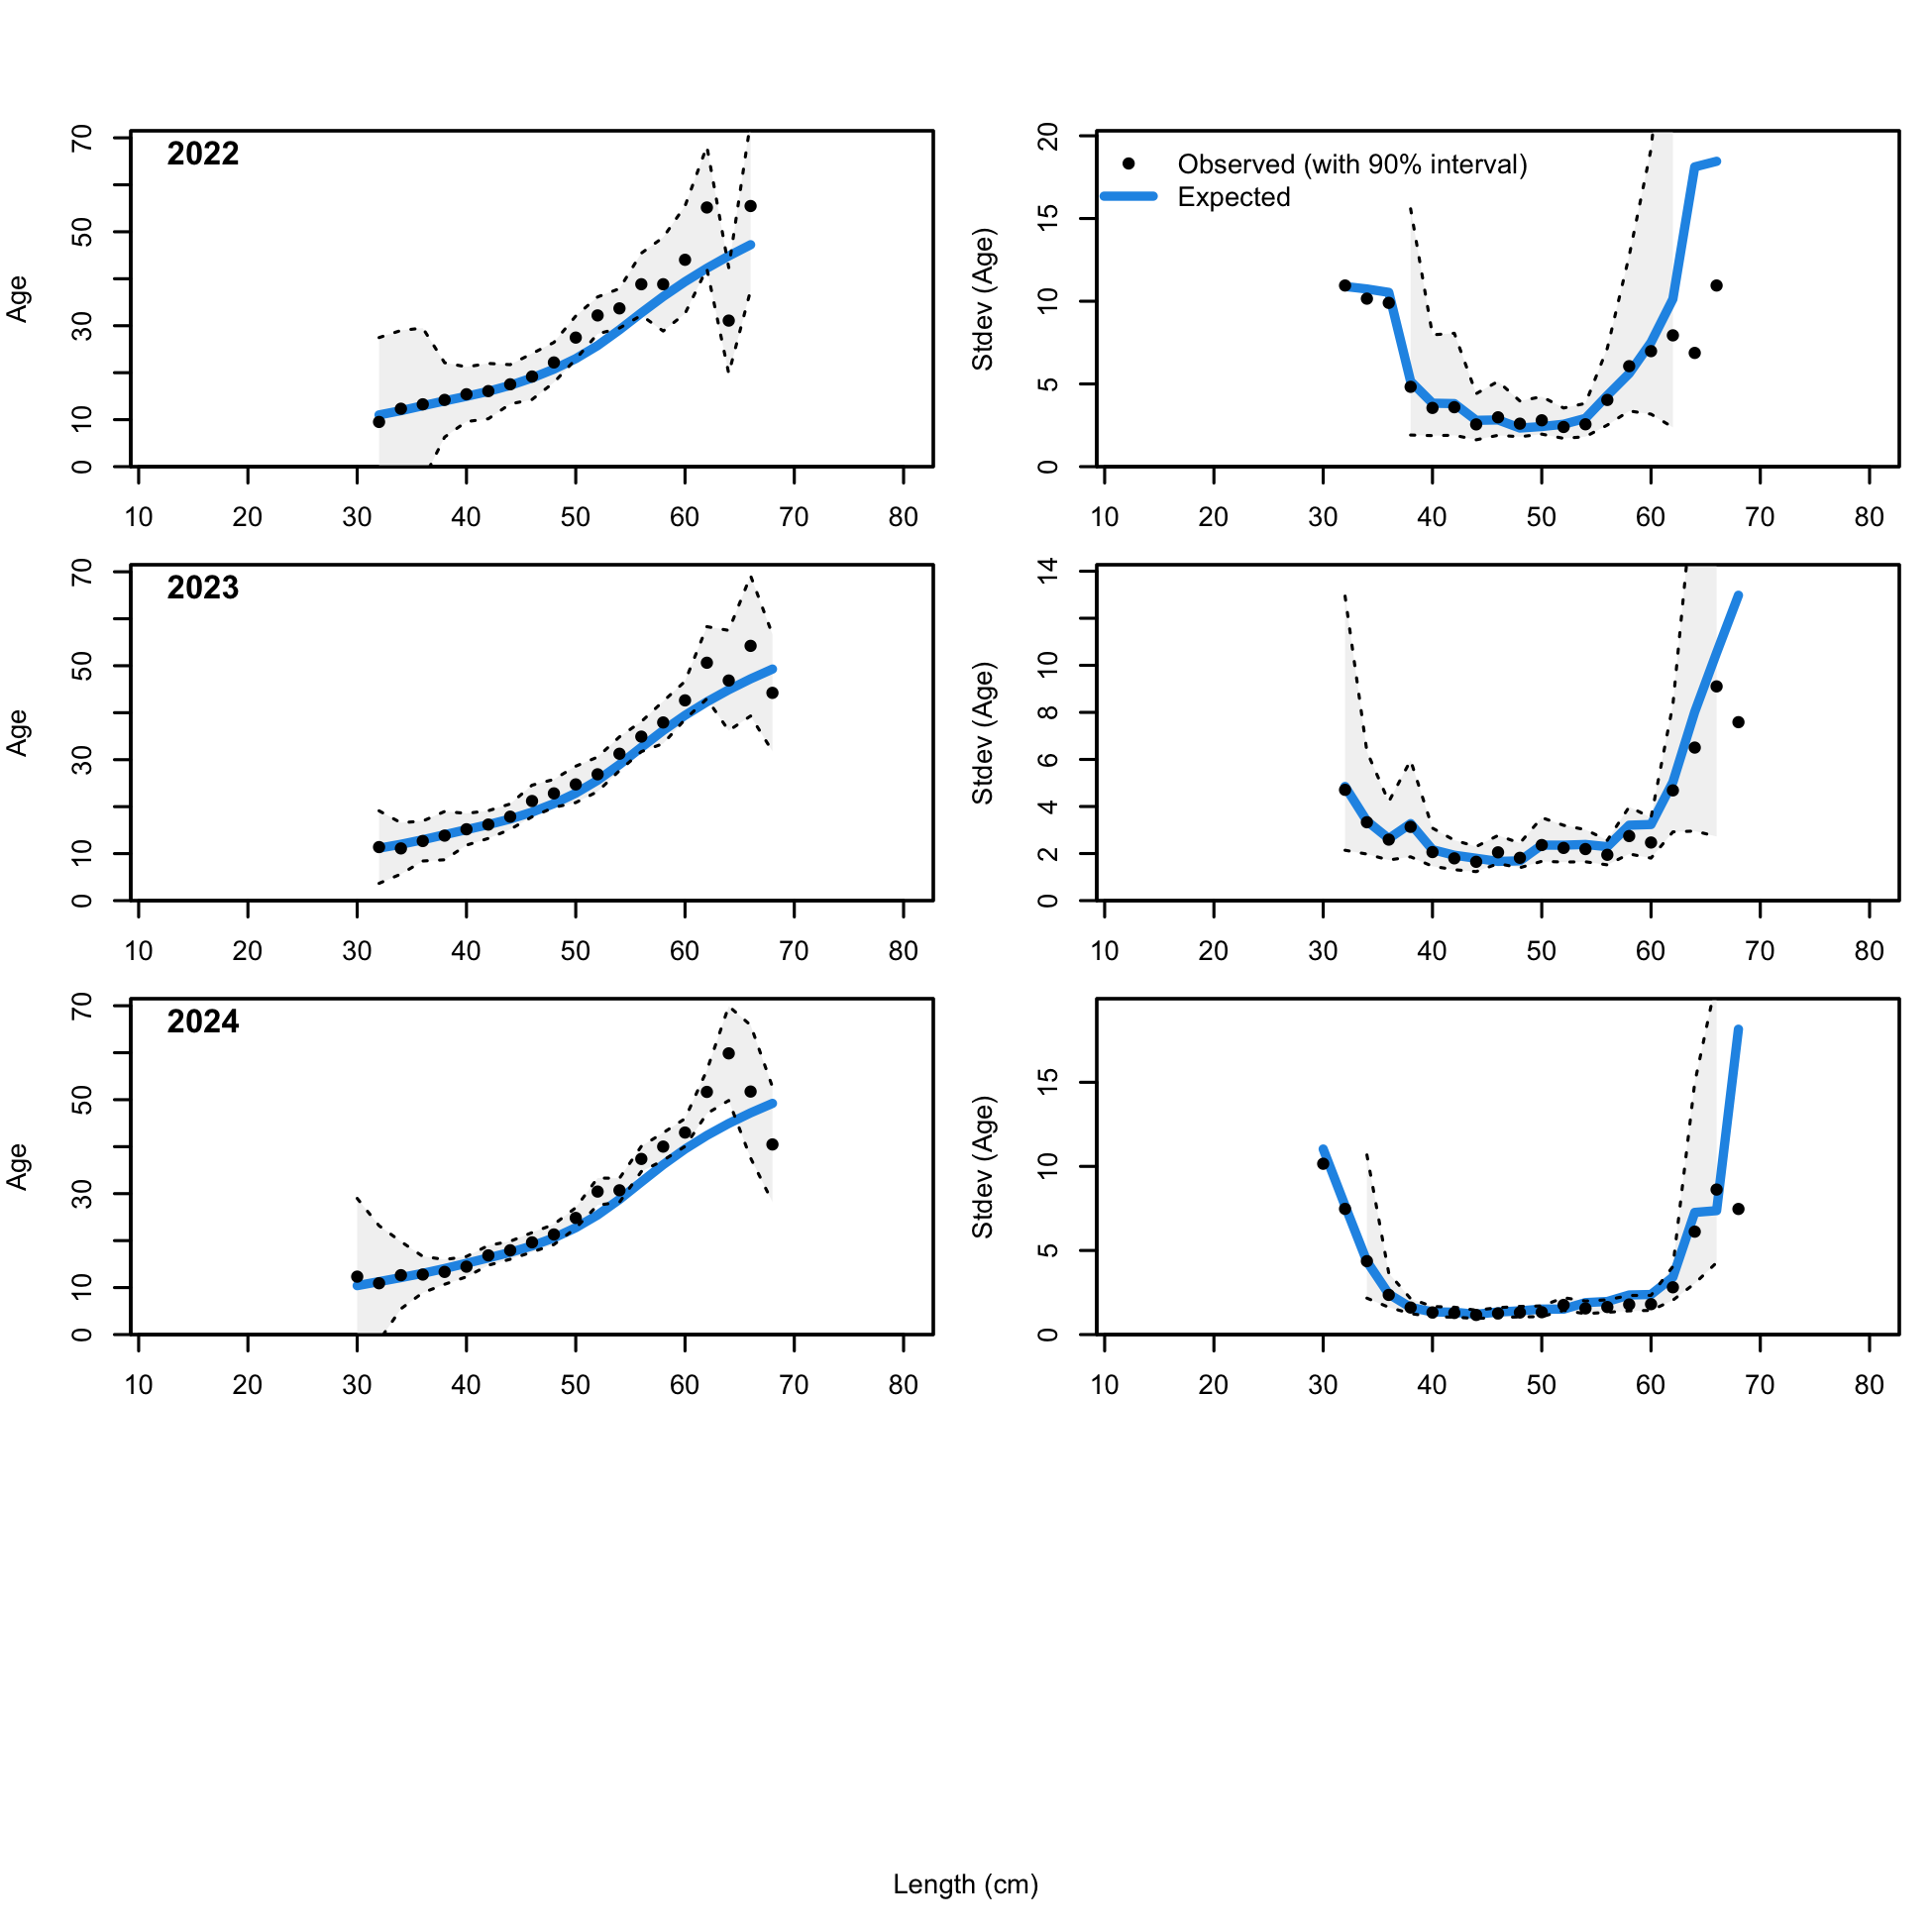 2022
Age
0 10 30 50 70
10 20 30 40 50 60 70 80
Observed (with 90% interval)
Expected
Stdev (Age)
0 5 10 15 20
10 20 30 40 50 60 70 80
2023
Age
0 10 30 50 70
10 20 30 40 50 60 70 80
Stdev (Age)
0 2 4 6 8 10 14
10 20 30 40 50 60 70 80
2024
Age
0 10 30 50 70
10 20 30 40 50 60 70 80
Stdev (Age)
0 5 10 15
10 20 30 40 50 60 70 80
Length (cm)